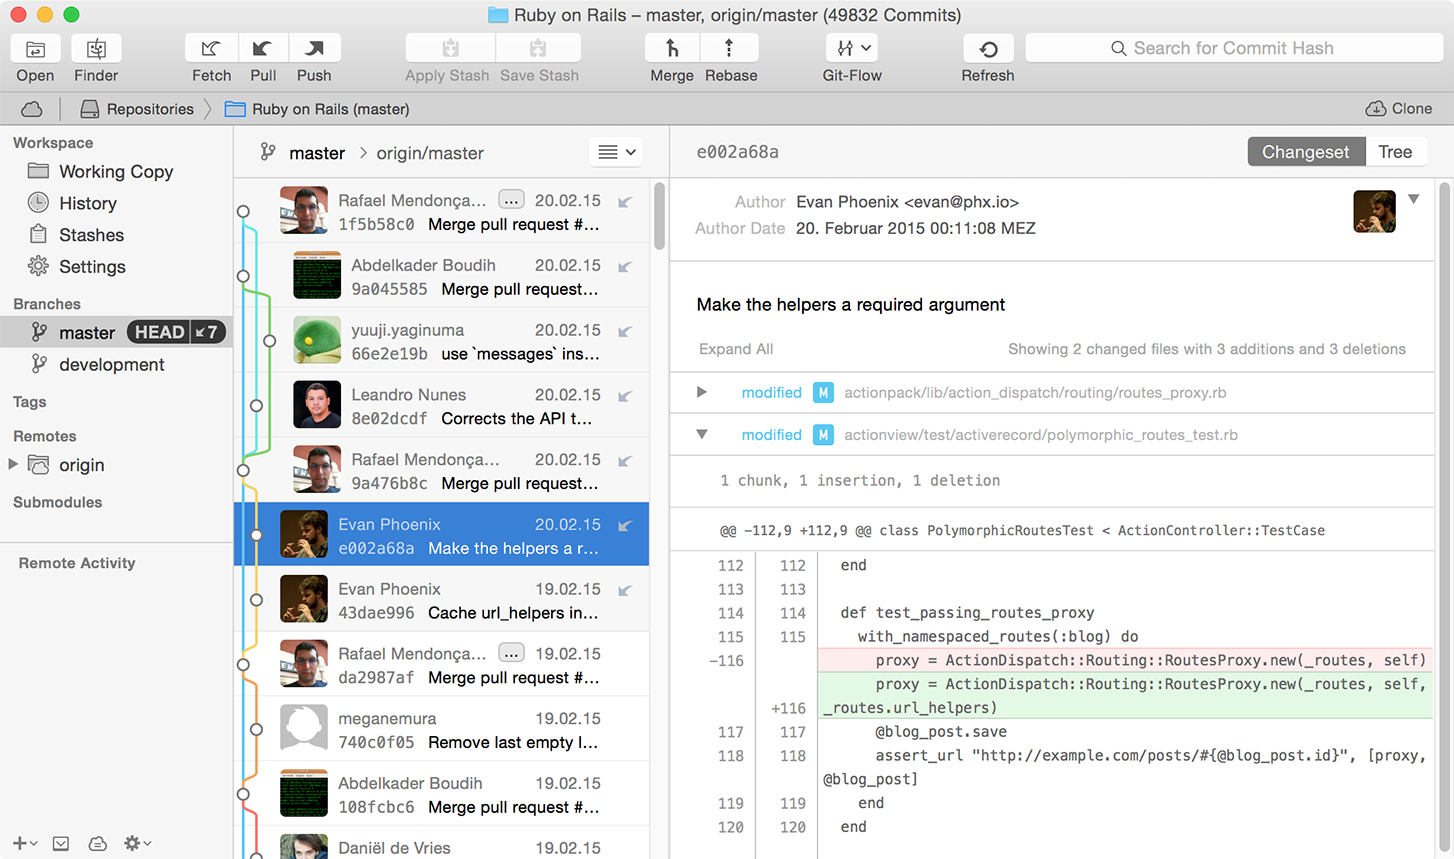 Ruby on Rails – master, origin/master (49832 Commits)
Open Finder Fetch Pull Push Apply Stash Save Stash Merge Rebase Git-Flow Refresh Search for Commit Hash
Repositories Ruby on Rails (master) Clone
Workspace
Working Copy
History
Stashes
Settings
Branches
master HEAD 7
development
Tags
Remotes
origin
Submodules
Remote Activity
master origin/master
Rafael Mendonça... ... 20.02.15
1f5b58c0 Merge pull request #...
Abdelkader Boudih 20.02.15
9a045585 Merge pull request...
yuuji.yaginuma 20.02.15
66e2e19b use `messages` ins...
Leandro Nunes 20.02.15
8e02dcdf Corrects the API t...
Rafael Mendonça... 20.02.15
9a476b8c Merge pull request...
Evan Phoenix 20.02.15
e002a68a Make the helpers a r...
Evan Phoenix 19.02.15
43dae996 Cache url_helpers in...
Rafael Mendonça... ... 19.02.15
da2987af Merge pull request #...
meganemura 19.02.15
740c0f05 Remove last empty l...
Abdelkader Boudih 19.02.15
108fcbc6 Merge pull request #...
Daniël de Vries 19.02.15
e002a68a Changeset Tree
Author Evan Phoenix <evan@phx.io>
Author Date 20. Februar 2015 00:11:08 MEZ
Make the helpers a required argument
Expand All Showing 2 changed files with 3 additions and 3 deletions
modified M actionpack/lib/action_dispatch/routing/routes_proxy.rb
modified M actionview/test/activerecord/polymorphic_routes_test.rb
1 chunk, 1 insertion, 1 deletion
@@ −112,9 +112,9 @@ class PolymorphicRoutesTest < ActionController::TestCase
112 112 end
113 113
114 114 def test_passing_routes_proxy
115 115 with_namespaced_routes(:blog) do
−116 proxy = ActionDispatch::Routing::RoutesProxy.new(_routes, self)
proxy = ActionDispatch::Routing::RoutesProxy.new(_routes, self,
+116 _routes.url_helpers)
117 117 @blog_post.save
118 118 assert_url "http://example.com/posts/#{@blog_post.id}", [proxy,
@blog_post]
119 119 end
120 120 end